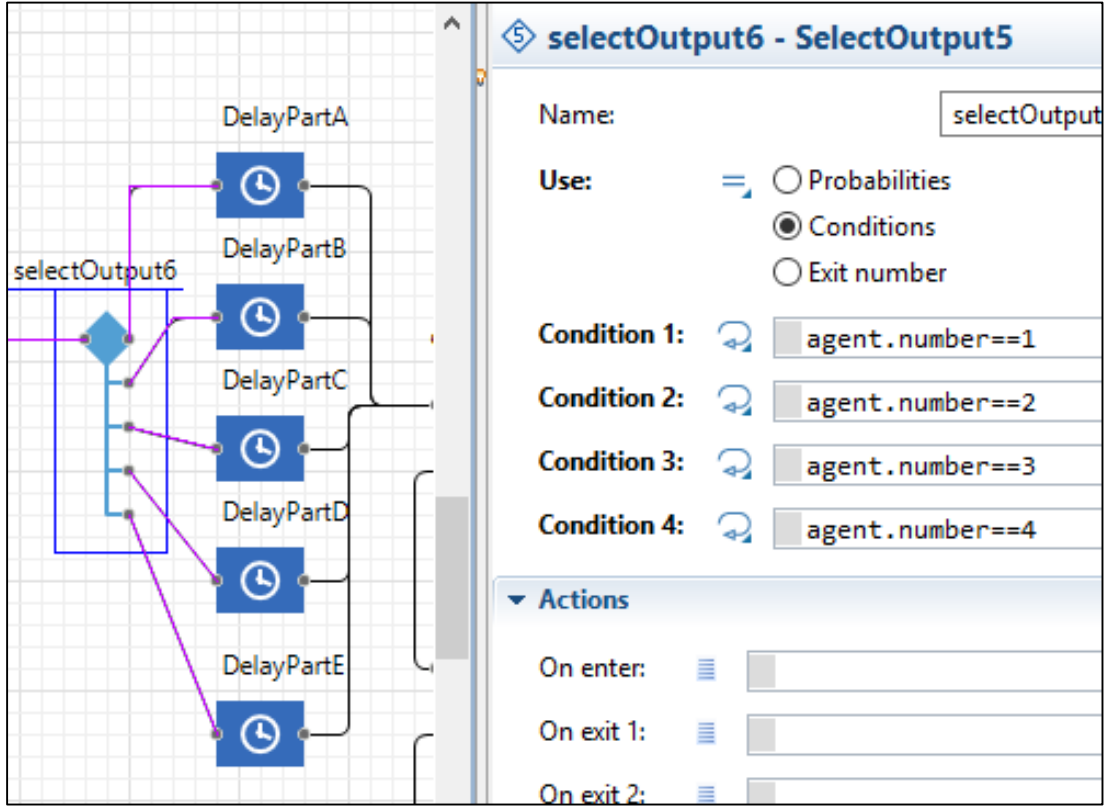 DelayPartA
DelayPartB
selectOutput6
DelayPartC
DelayPartD
DelayPartE
selectOutput6 - SelectOutput5
Name: selectOutput
Use: = Probabilities
Conditions
Exit number
Condition 1: agent.number==1
Condition 2: agent.number==2
Condition 3: agent.number==3
Condition 4: agent.number==4
Actions
On enter:
On exit 1:
On exit 2: